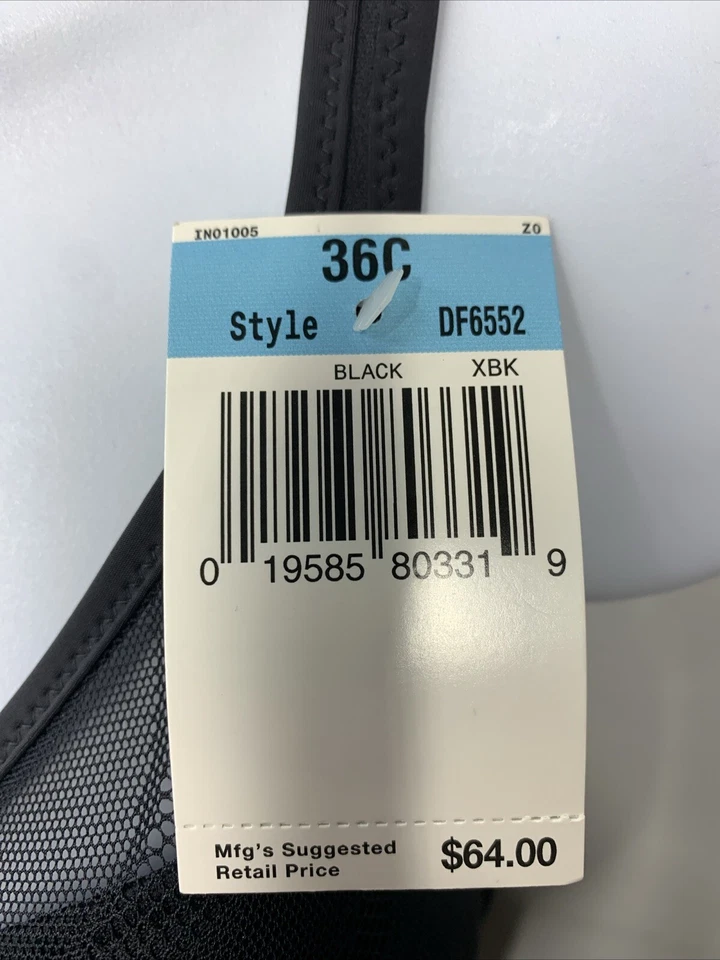 IN01005 Z0
36C
Style DF6552
BLACK XBK
0 19585 80331 9
Mfg's Suggested
Retail Price $64.00